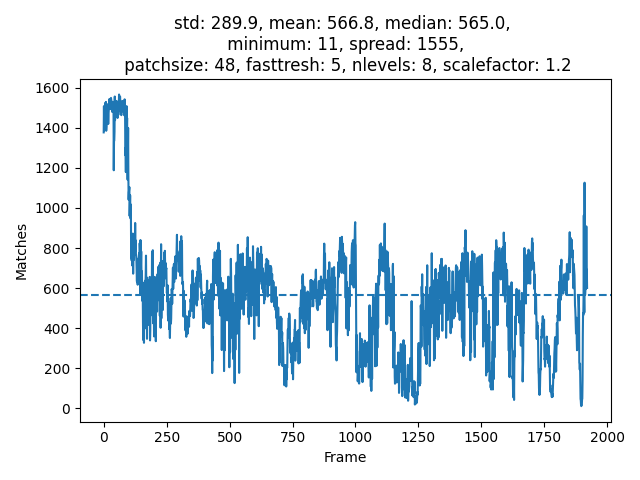 std: 289.9, mean: 566.8, median: 565.0,
minimum: 11, spread: 1555,
patchsize: 48, fasttresh: 5, nlevels: 8, scalefactor: 1.2
1600
1400
1200
1000
800
600
400
200
0
Matches
0 250 500 750 1000 1250 1500 1750 2000
Frame